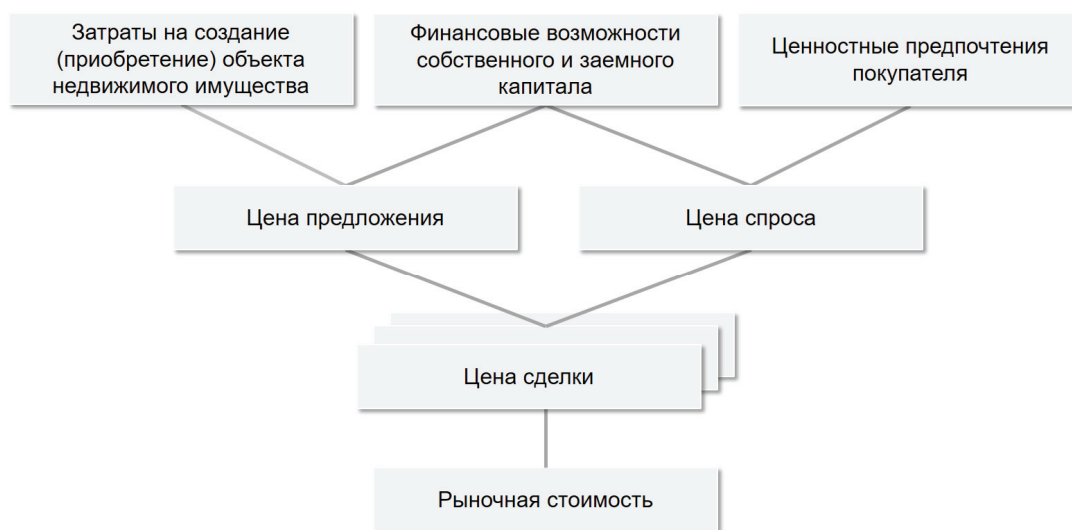 Затраты на создание
(приобретение) объекта
недвижимого имущества
Финансовые возможности
собственного и заемного
капитала
Ценностные предпочтения
покупателя
Цена предложения
Цена спроса
Цена сделки
Рыночная стоимость